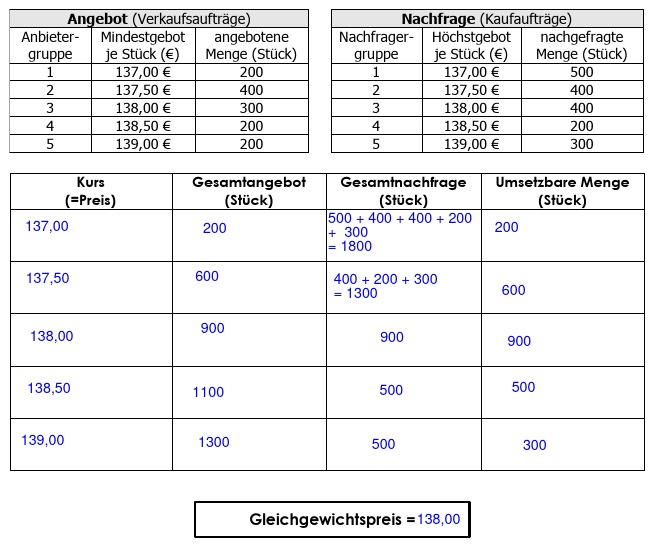 Angebot (Verkaufsaufträge)
Anbieter-gruppe Mindestgebot je Stück (€) angebotene Menge (Stück)
1 137,00 € 200
2 137,50 € 400
3 138,00 € 300
4 138,50 € 200
5 139,00 € 200
Nachfrage (Kaufaufträge)
Nachfrager-gruppe Höchstgebot je Stück (€) nachgefragte Menge (Stück)
1 137,00 € 500
2 137,50 € 400
3 138,00 € 400
4 138,50 € 200
5 139,00 € 300
Kurs (=Preis) Gesamtangebot (Stück) Gesamtnachfrage (Stück) Umsetzbare Menge (Stück)
137,00 200 500 + 400 + 400 + 200 + 300 = 1800 200
137,50 600 400 + 200 + 300 = 1300 600
138,00 900 900 900
138,50 1100 500 500
139,00 1300 500 300
Gleichgewichtspreis = 138,00